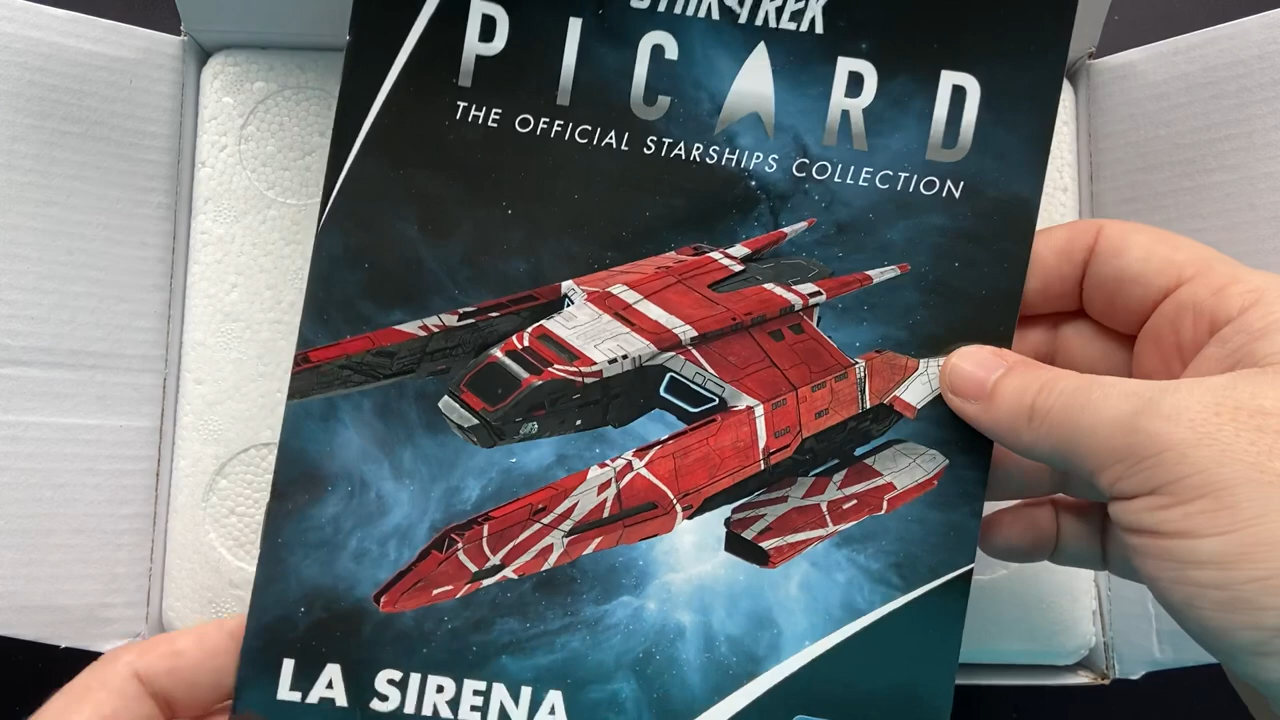 STAR TREK
PICARD
THE OFFICIAL STARSHIPS COLLECTION
LA SIRENA